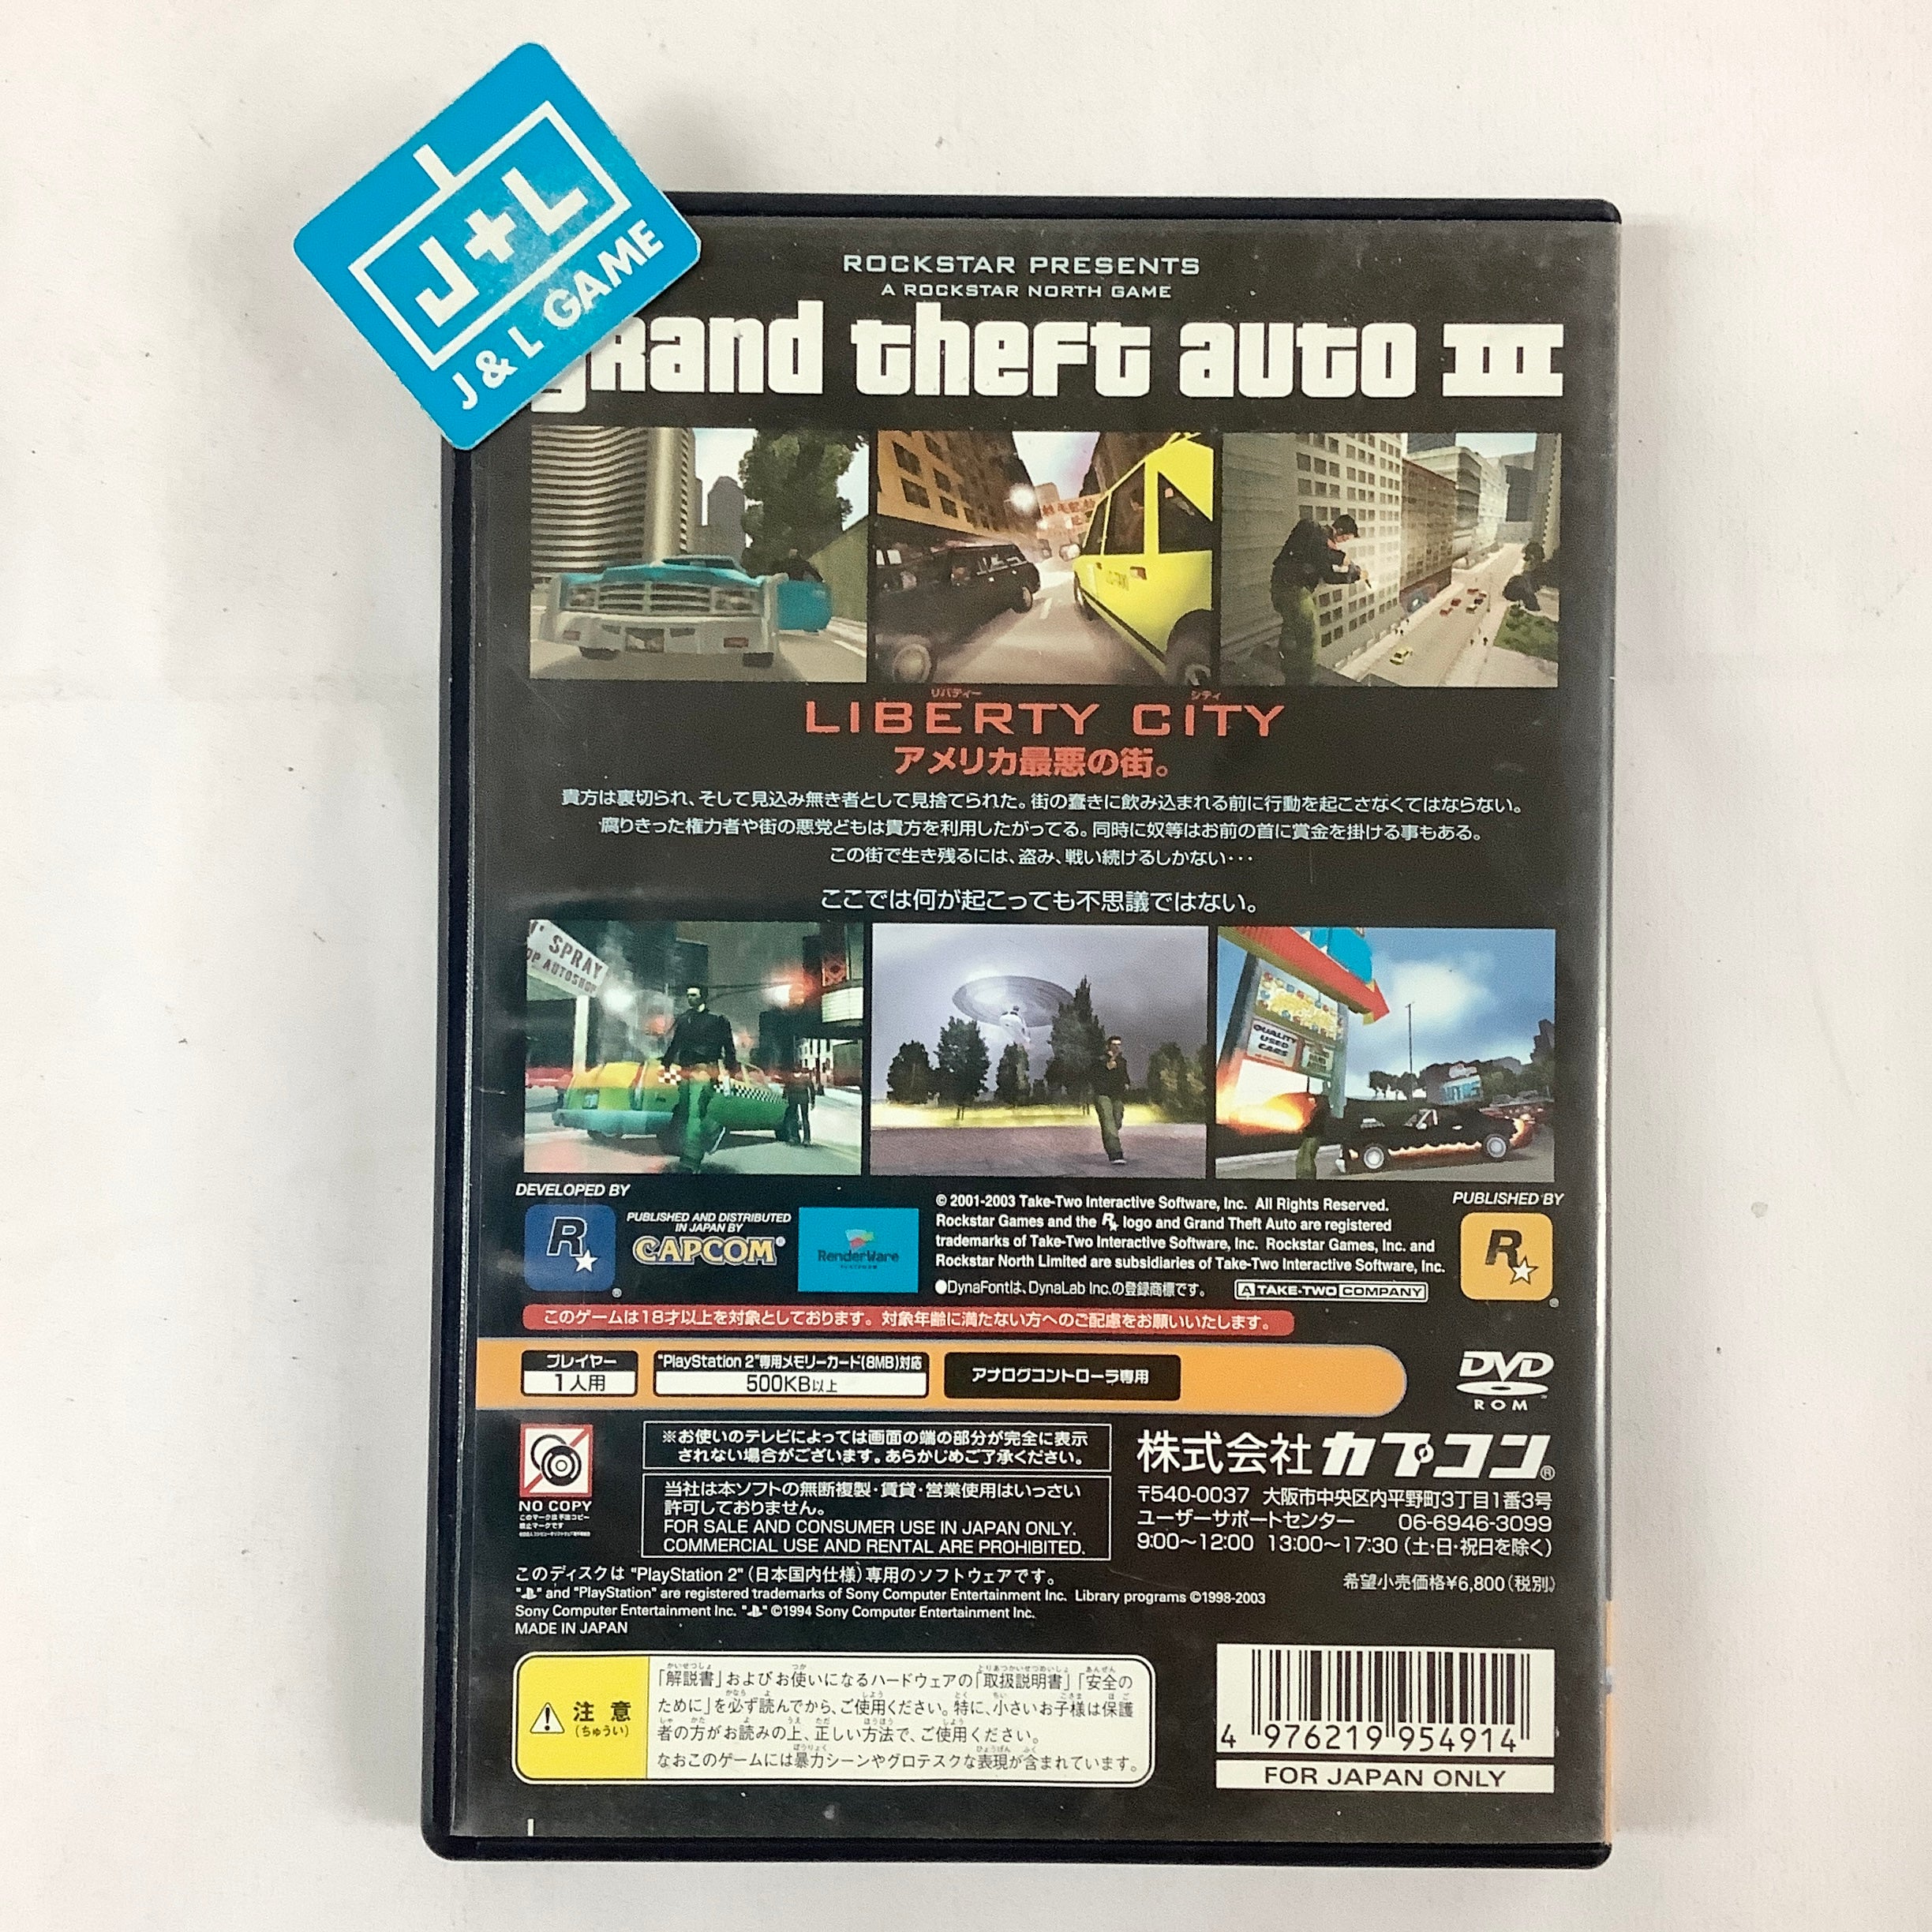 J+L
J & L GAME
ROCKSTAR PRESENTS
A ROCKSTAR NORTH GAME
grand theft auto III
リバティー シティ
LIBERTY CITY
アメリカ最悪の街。
貴方は裏切られ、そして見込み無き者として見捨てられた。街の蠢きに飲み込まれる前に行動を起こさなくてはならない。
腐りきった権力者や街の悪党どもは貴方を利用したがってる。同時に奴等はお前の首に賞金を掛ける事もある。
この街で生き残るには、盗み、戦い続けるしかない・・・
ここでは何が起こっても不思議ではない。
SPRAY
AUTOSHOP
QUALITY
USED
CARS
DEVELOPED BY
R
PUBLISHED AND DISTRIBUTED
IN JAPAN BY
CAPCOM
RenderWare
© 2001-2003 Take-Two Interactive Software, Inc. All Rights Reserved.
Rockstar Games and the R logo and Grand Theft Auto are registered
trademarks of Take-Two Interactive Software, Inc. Rockstar Games, Inc. and
Rockstar North Limited are subsidiaries of Take-Two Interactive Software, Inc.
●DynaFontは、DynaLab Inc.の登録商標です。
A TAKE-TWO COMPANY
PUBLISHED BY
R
このゲームは18才以上を対象としております。対象年齢に満たない方へのご配慮をお願いいたします。
プレイヤー
1人用
"PlayStation 2"専用メモリーカード(8MB)対応
500KB以上
アナログコントローラ専用
DVD
ROM
NO COPY
※お使いのテレビによっては画面の端の部分が完全に表示
されない場合がございます。あらかじめご了承ください。
当社は本ソフトの無断複製・賃貸・営業使用はいっさい
許可しておりません。
FOR SALE AND CONSUMER USE IN JAPAN ONLY.
COMMERCIAL USE AND RENTAL ARE PROHIBITED.
株式会社カプコン®
〒540-0037 大阪市中央区内平野町3丁目1番3号
ユーザーサポートセンター 06-6946-3099
9:00～12:00 13:00～17:30（土・日・祝日を除く）
希望小売価格¥6,800（税別）
このディスクは "PlayStation 2"（日本国内仕様）専用のソフトウェアです。
" " and "PlayStation" are registered trademarks of Sony Computer Entertainment Inc. Library programs ©1998-2003
Sony Computer Entertainment Inc. " " ©1994 Sony Computer Entertainment Inc.
MADE IN JAPAN
注意
（ちゅうい）
「解説書」およびお使いになるハードウェアの「取扱説明書」「安全の
ために」を必ず読んでから、ご使用ください。特に、小さいお子様は保護
者の方がお読みの上、正しい方法で、ご使用ください。
なおこのゲームには暴力シーンやグロテスクな表現が含まれています。
4 976219 954914
FOR JAPAN ONLY